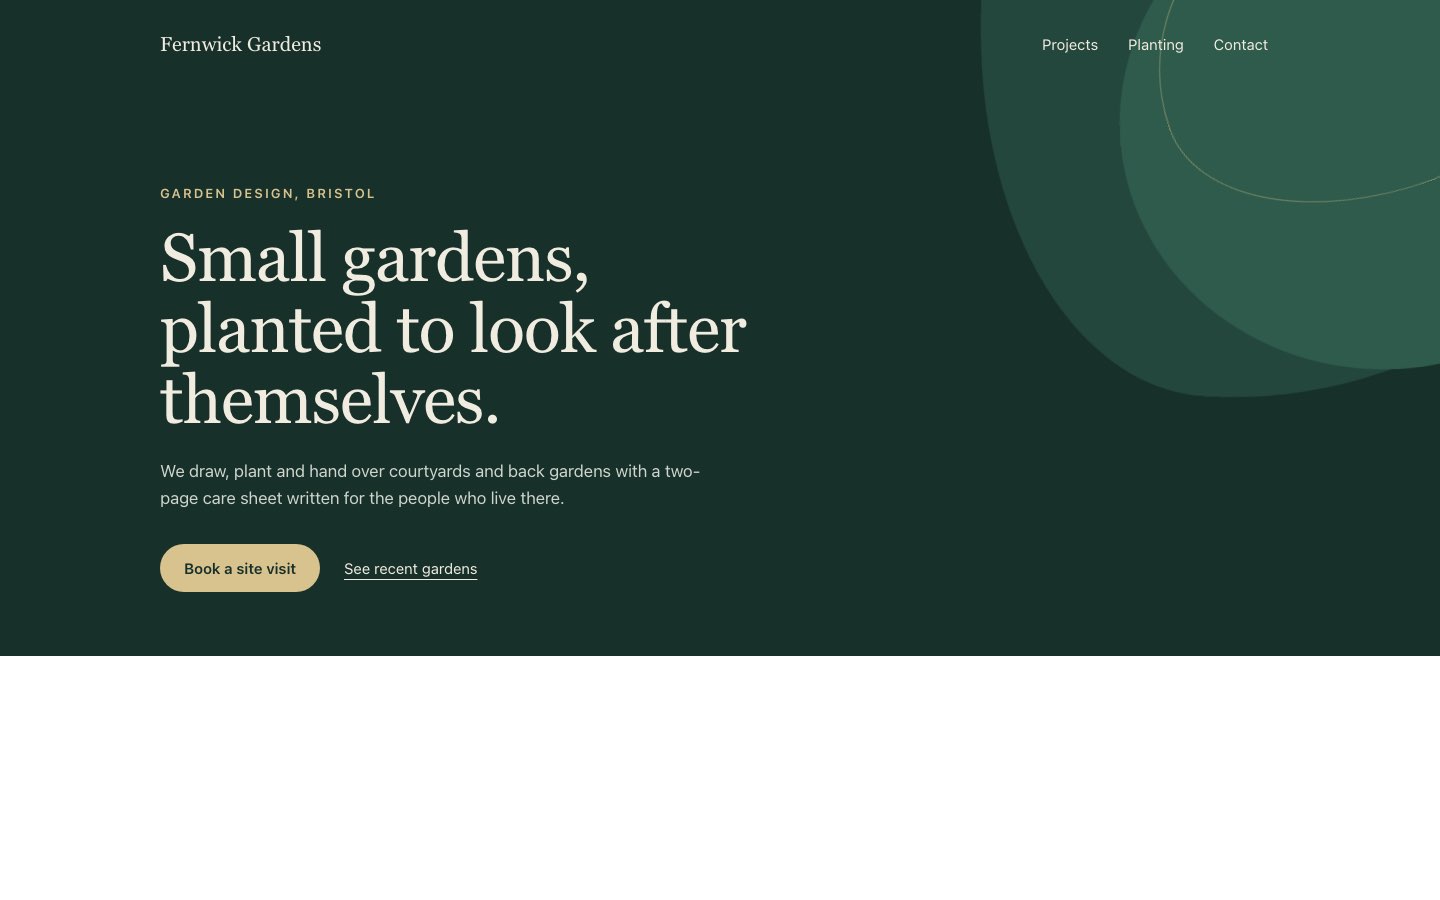 Fernwick Gardens
Projects Planting Contact
GARDEN DESIGN, BRISTOL
Small gardens,
planted to look after
themselves.
We draw, plant and hand over courtyards and back gardens with a two-
page care sheet written for the people who live there.
Book a site visit See recent gardens